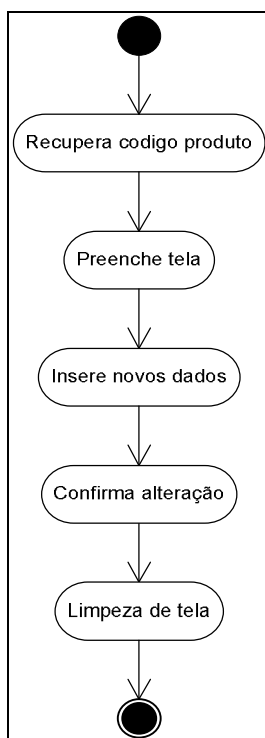 Recupera codigo produto
Preenche tela
Insere novos dados
Confirma alteração
Limpeza de tela